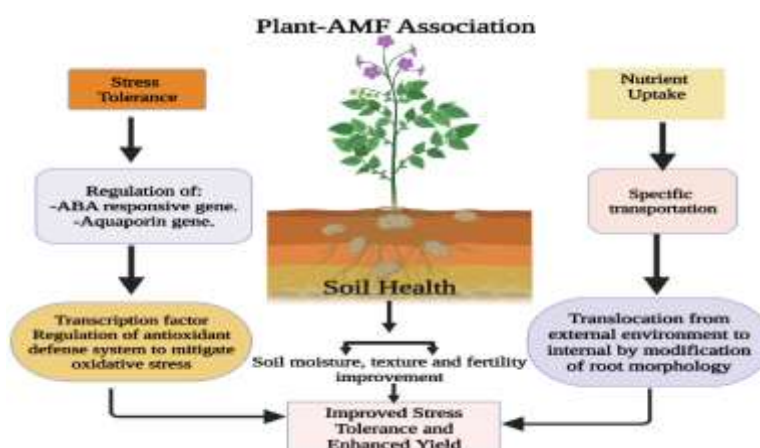 Plant-AMF Association
Stress
Tolerance
Nutrient
Uptake
Regulation of:
-ABA responsive gene.
-Aquaporin gene.
Specific
transportation
Soil Health
Transcription factor
Regulation of antioxidant
defense system to mitigate
oxidative stress
Soil moisture, texture and fertility
improvement
Translocation from
external environment to
internal by modification
of root morphology
Improved Stress
Tolerance and
Enhanced Yield